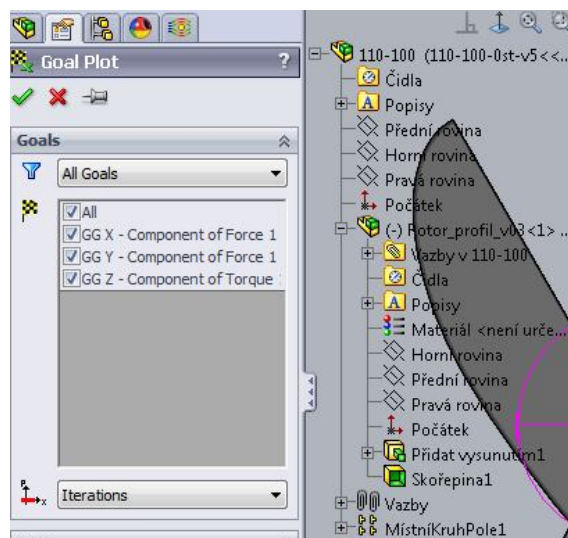 Goal Plot
?
Goals
All Goals
All
GG X - Component of Force 1
GG Y - Component of Force 1
GG Z - Component of Torque
Iterations
110-100 (110-100-0st-v5<<...
Čidla
Popisy
Přední rovina
Horní rovina
Pravá rovina
Počátek
(-) Rotor_profil_v03<1> ...
Vazby v 110-100
Čidla
Popisy
Materiál <není urče...
Horní rovina
Přední rovina
Pravá rovina
Počátek
Přidat vysunutím1
Skořepina1
Vazby
MístníKruhPole1